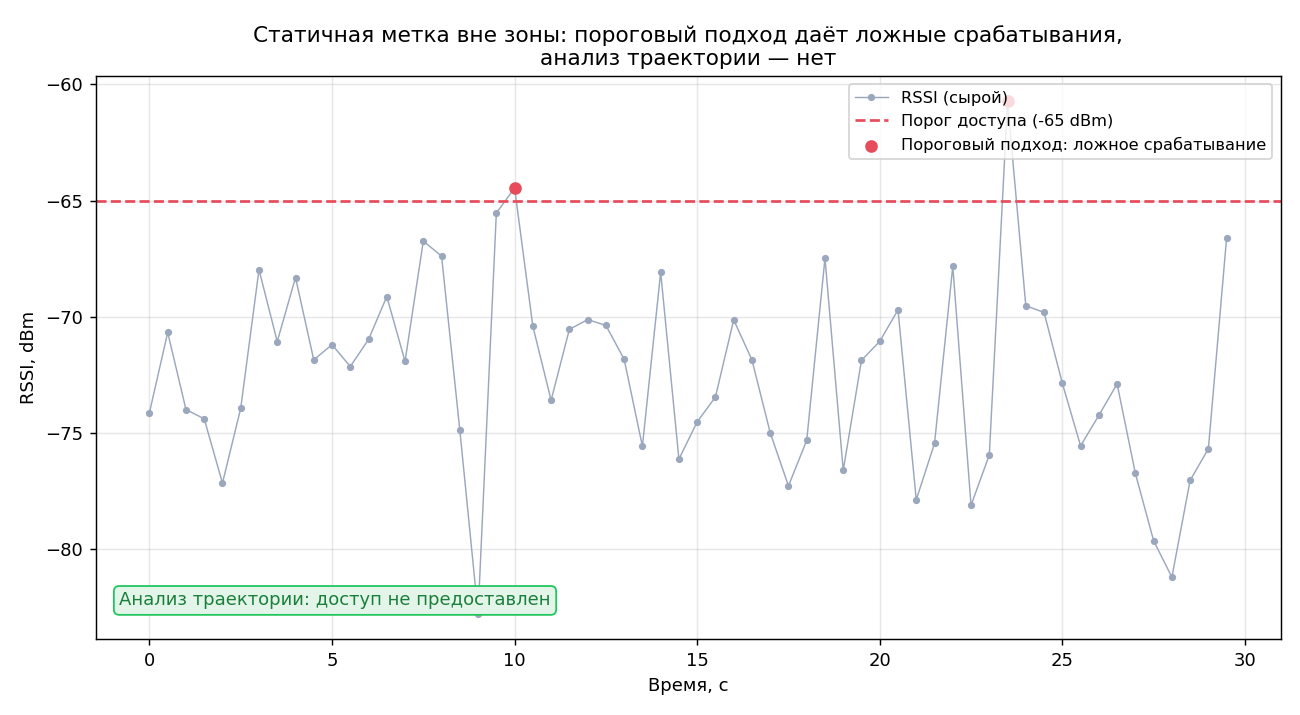 Статичная метка вне зоны: пороговый подход даёт ложные срабатывания,
анализ траектории — нет
RSSI, dBm
−60
−65
−70
−75
−80
RSSI (сырой)
Порог доступа (-65 dBm)
Пороговый подход: ложное срабатывание
Анализ траектории: доступ не предоставлен
0
5
10
15
20
25
30
Время, с